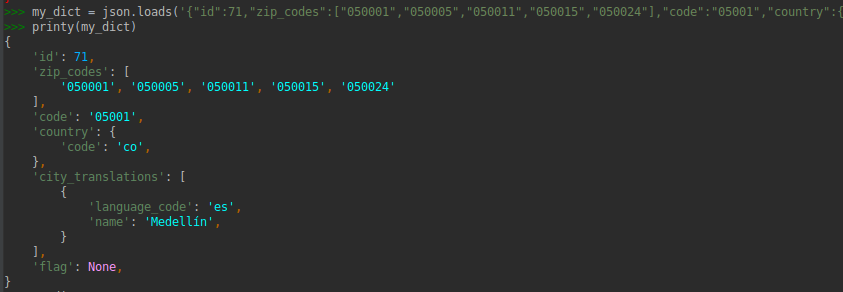 >>> my_dict = json.loads('{"id":71,"zip_codes":["050001","050005","050011","050015","050024"],"code":"05001","country":{
>>> printy(my_dict)
{
    'id': 71,
    'zip_codes': [
        '050001', '050005', '050011', '050015', '050024'
    ],
    'code': '05001',
    'country': {
        'code': 'co',
    },
    'city_translations': [
        {
            'language_code': 'es',
            'name': 'Medellín',
        }
    ],
    'flag': None,
}